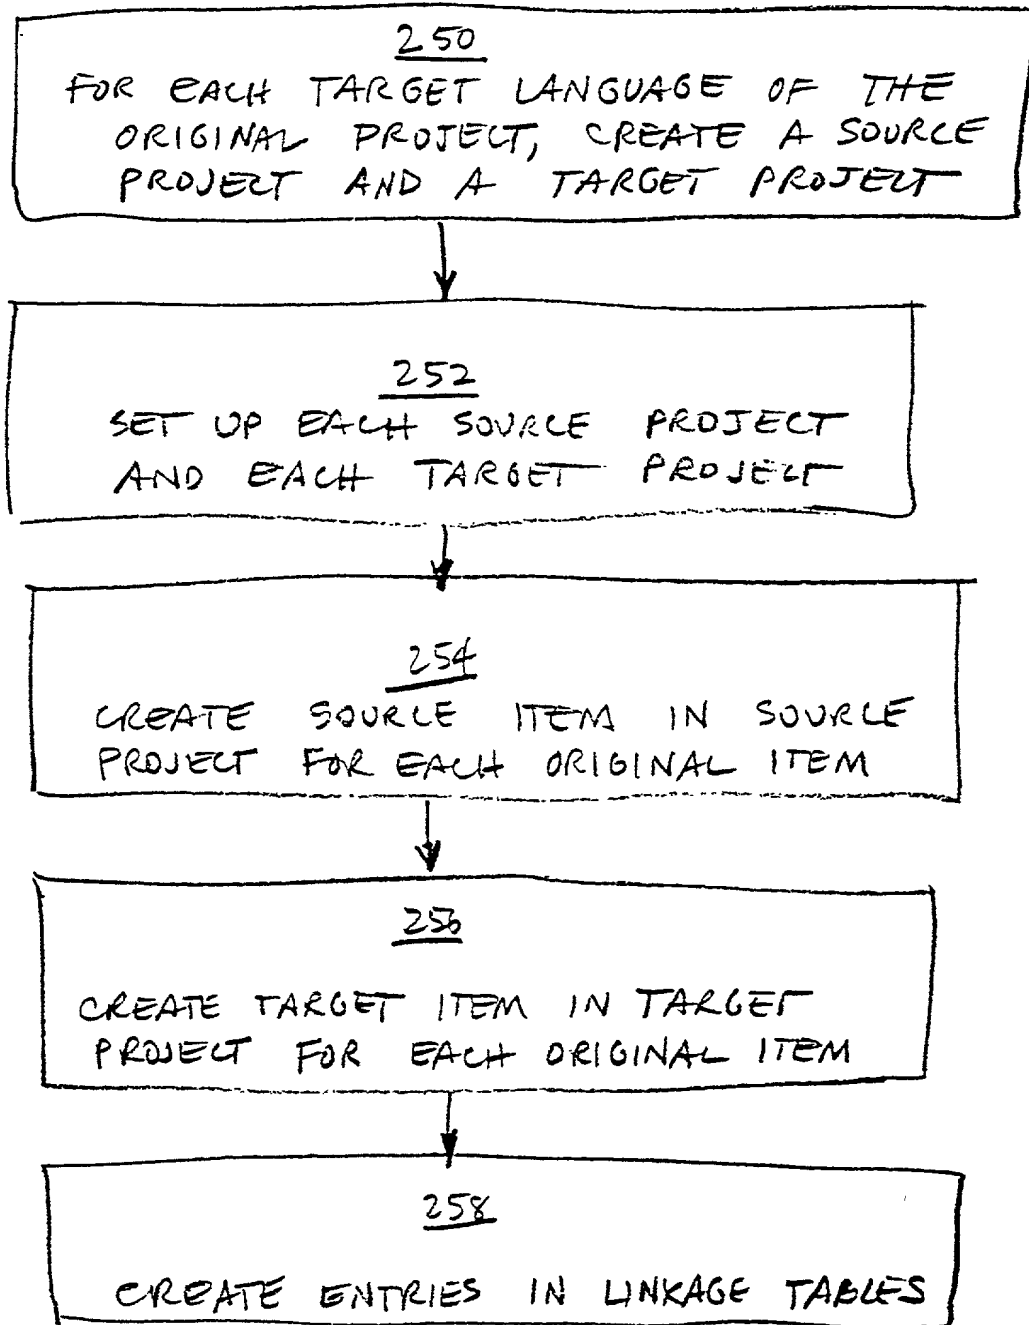 250
FOR EACH TARGET LANGUAGE OF THE
ORIGINAL PROJECT, CREATE A SOURCE
PROJECT AND A TARGET PROJECT
252
SET UP EACH SOURCE PROJECT
AND EACH TARGET PROJECT
254
CREATE SOURCE ITEM IN SOURCE
PROJECT FOR EACH ORIGINAL ITEM
256
CREATE TARGET ITEM IN TARGET
PROJECT FOR EACH ORIGINAL ITEM
258
CREATE ENTRIES IN LINKAGE TABLES